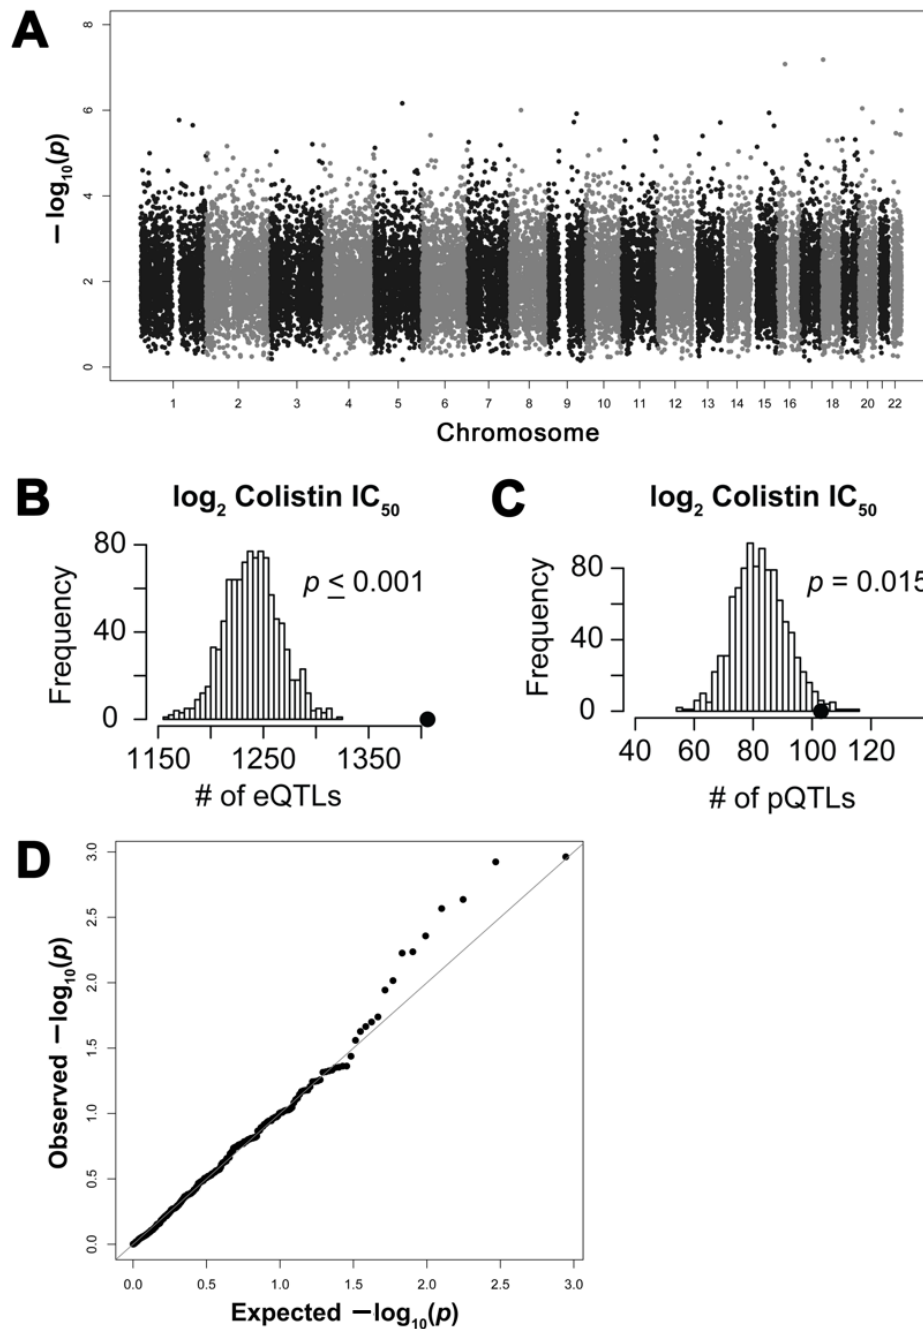 A
8
6
4
2
0
− log₁₀(p)
1 2 3 4 5 6 7 8 9 10 11 12 13 14 15 16 18 20 22
Chromosome
B
log₂ Colistin IC₅₀
80
40
0
Frequency
p ≤ 0.001
1150 1250 1350
# of eQTLs
C
log₂ Colistin IC₅₀
80
40
0
Frequency
p = 0.015
40 60 80 100 120
# of pQTLs
D
3.0
2.5
2.0
1.5
1.0
0.5
0.0
Observed −log₁₀(p)
0.0 0.5 1.0 1.5 2.0 2.5 3.0
Expected −log₁₀(p)